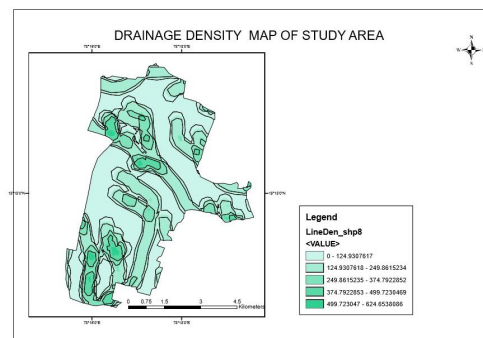 DRAINAGE DENSITY MAP OF STUDY AREA
N
W E
S
0 0.75 1.5 3 4.5
Kilometers
Legend
LineDen_shp8
<VALUE>
0 - 124.9307617
124.9307618 - 249.8615234
249.8615235 - 374.7922852
374.7922853 - 499.7230469
499.723047 - 624.6538086